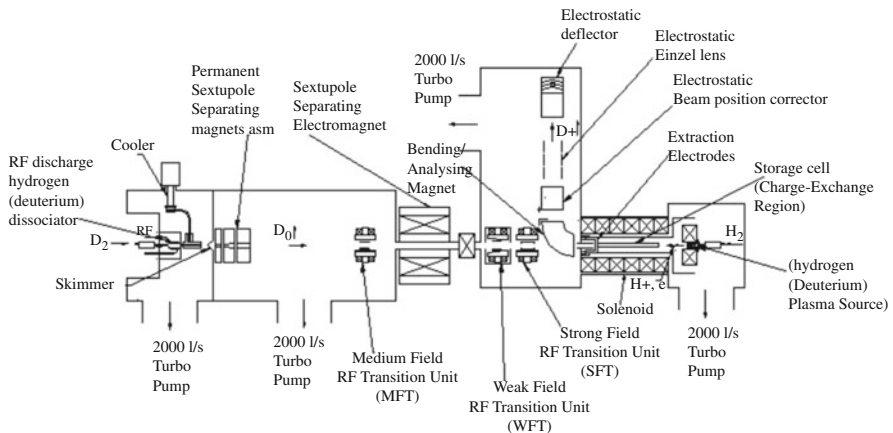 Electrostatic
deflector
Electrostatic
Einzel lens
2000 l/s
Turbo
Pump
Electrostatic
Beam position corrector
Permanent
Sextupole
Separating
magnets asm
Sextupole
Separating
Electromagnet
D+
Extraction
Electrodes
Cooler
Bending/
Analysing
Magnet
Storage cell
(Charge-Exchange
Region)
RF discharge
hydrogen
(deuterium)
dissociator
RF
D2
D0
H2
Skimmer
H+, e
(hydrogen
(Deuterium)
Plasma Source)
Solenoid
2000 l/s
Turbo
Pump
2000 l/s
Turbo
Pump
Medium Field
RF Transition Unit
(MFT)
Strong Field
RF Transition Unit
(SFT)
2000 l/s
Turbo
Pump
Weak Field
RF Transition Unit
(WFT)